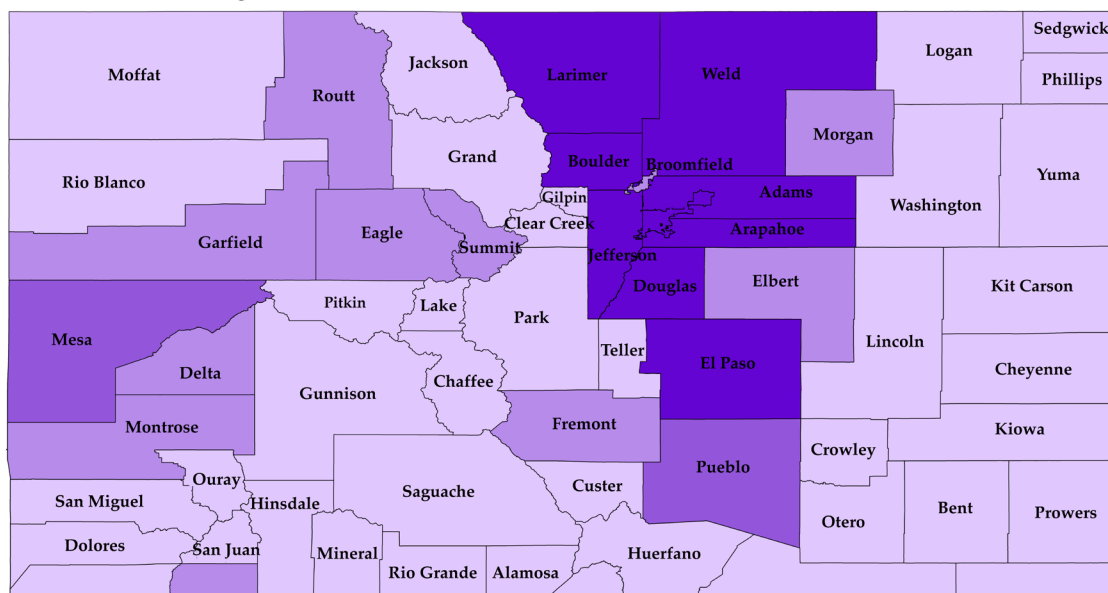 Sedgwick
Logan
Jackson
Moffat
Larimer
Weld
Phillips
Routt
Morgan
Grand
Boulder
Broomfield
Yuma
Rio Blanco
Gilpin
Adams
Washington
Clear Creek
Arapahoe
Eagle
Garfield
Summit
Jefferson
Elbert
Douglas
Kit Carson
Pitkin
Lake
Park
Mesa
Lincoln
Teller
El Paso
Cheyenne
Delta
Chaffee
Gunnison
Fremont
Montrose
Kiowa
Crowley
Pueblo
Ouray
Custer
Saguache
San Miguel
Hinsdale
Bent
Prowers
Otero
Dolores
San Juan
Mineral
Huerfano
Rio Grande
Alamosa